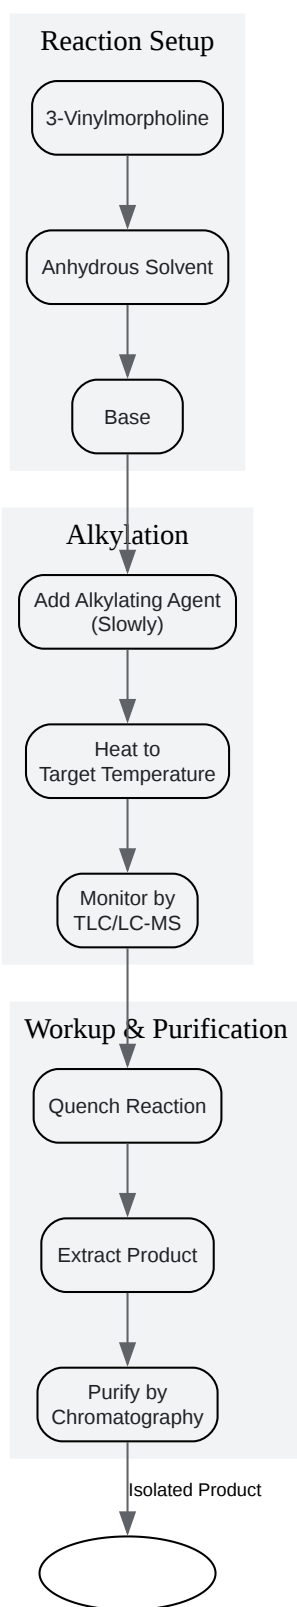 Reaction Setup
3-Vinylmorpholine
Anhydrous Solvent
Base
Alkylation
Add Alkylating Agent
(Slowly)
Heat to
Target Temperature
Monitor by
TLC/LC-MS
Workup & Purification
Quench Reaction
Extract Product
Purify by
Chromatography
Isolated Product